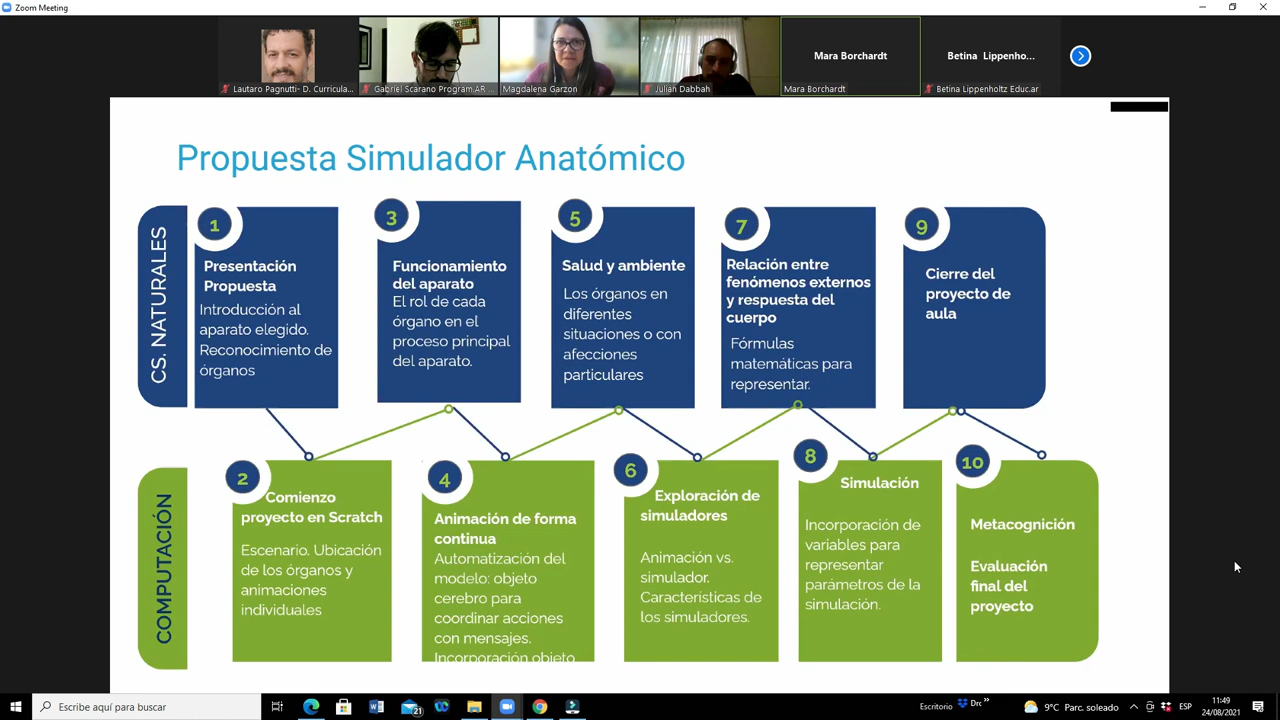 Zoom Meeting
Mara Borchardt
Betina Lippenho...
Lautaro Pagnutti- D. Curricula...
Gabriel Scarano Program.AR ...
Magdalena Garzon
Julian Dabbah
Mara Borchardt
Betina Lippenholtz Educ.ar
Propuesta Simulador Anatómico
CS. NATURALES
1
Presentación
Propuesta
Introducción al
aparato elegido.
Reconocimiento de
órganos
3
Funcionamiento
del aparato
El rol de cada
órgano en el
proceso principal
del aparato.
5
Salud y ambiente
Los órganos en
diferentes
situaciones o con
afecciones
particulares
7
Relación entre
fenómenos externos
y respuesta del
cuerpo
Fórmulas
matemáticas para
representar.
9
Cierre del
proyecto de
aula
COMPUTACIÓN
2
Comienzo
proyecto en Scratch
Escenario. Ubicación
de los órganos y
animaciones
individuales
4
Animación de forma
continua
Automatización del
modelo: objeto
cerebro para
coordinar acciones
con mensajes.
Incorporación objeto
6
Exploración de
simuladores
Animación vs.
simulador.
Características de
los simuladores.
8
Simulación
Incorporación de
variables para
representar
parámetros de la
simulación.
10
Metacognición
Evaluación
final del
proyecto
Escribe aquí para buscar
21
Escritorio
9°C Parc. soleado
ESP
11:49
24/08/2021